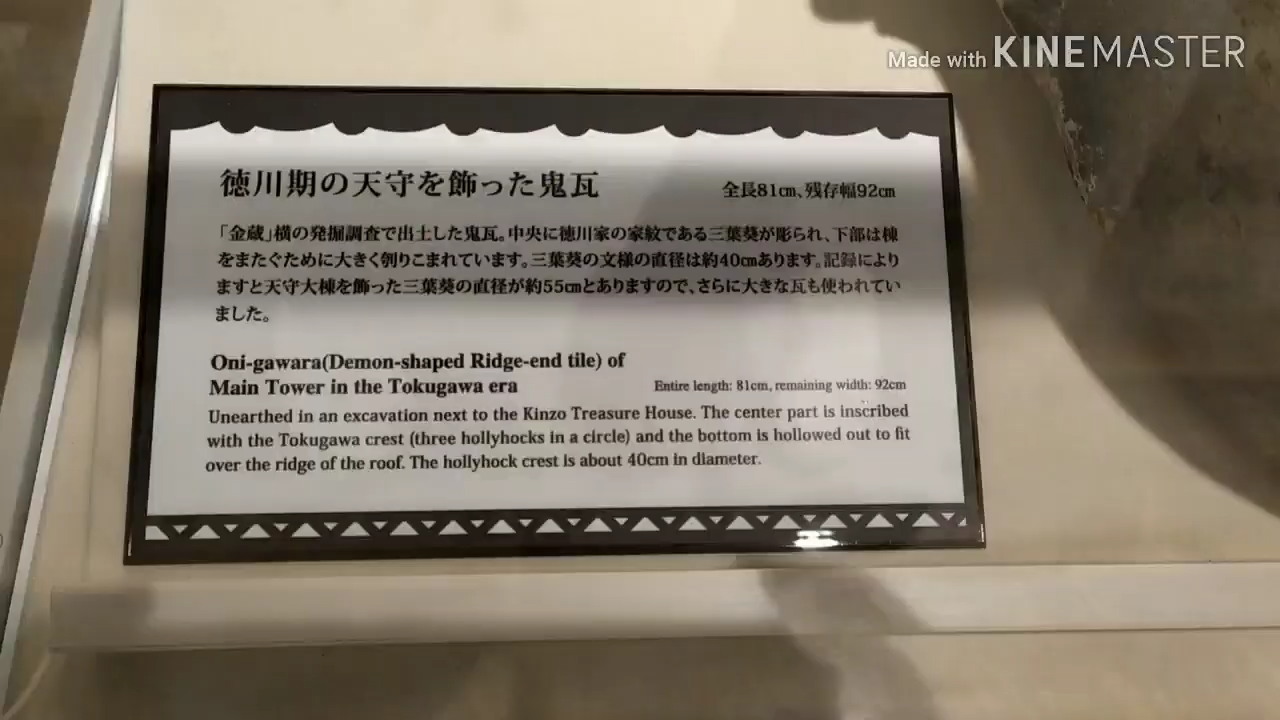 Made with KINEMASTER
徳川期の天守を飾った鬼瓦
全長81㎝、残存幅92㎝
「金蔵」横の発掘調査で出土した鬼瓦。中央に徳川家の家紋である三葉葵が彫られ、下部は棟
をまたぐために大きく刳りこまれています。三葉葵の文様の直径は約40㎝あります。記録により
ますと天守大棟を飾った三葉葵の直径が約55㎝とありますので、さらに大きな瓦も使われてい
ました。
Oni-gawara(Demon-shaped Ridge-end tile) of
Main Tower in the Tokugawa era
Entire length: 81cm, remaining width: 92cm
Unearthed in an excavation next to the Kinzo Treasure House. The center part is inscribed
with the Tokugawa crest (three hollyhocks in a circle) and the bottom is hollowed out to fit
over the ridge of the roof. The hollyhock crest is about 40cm in diameter.